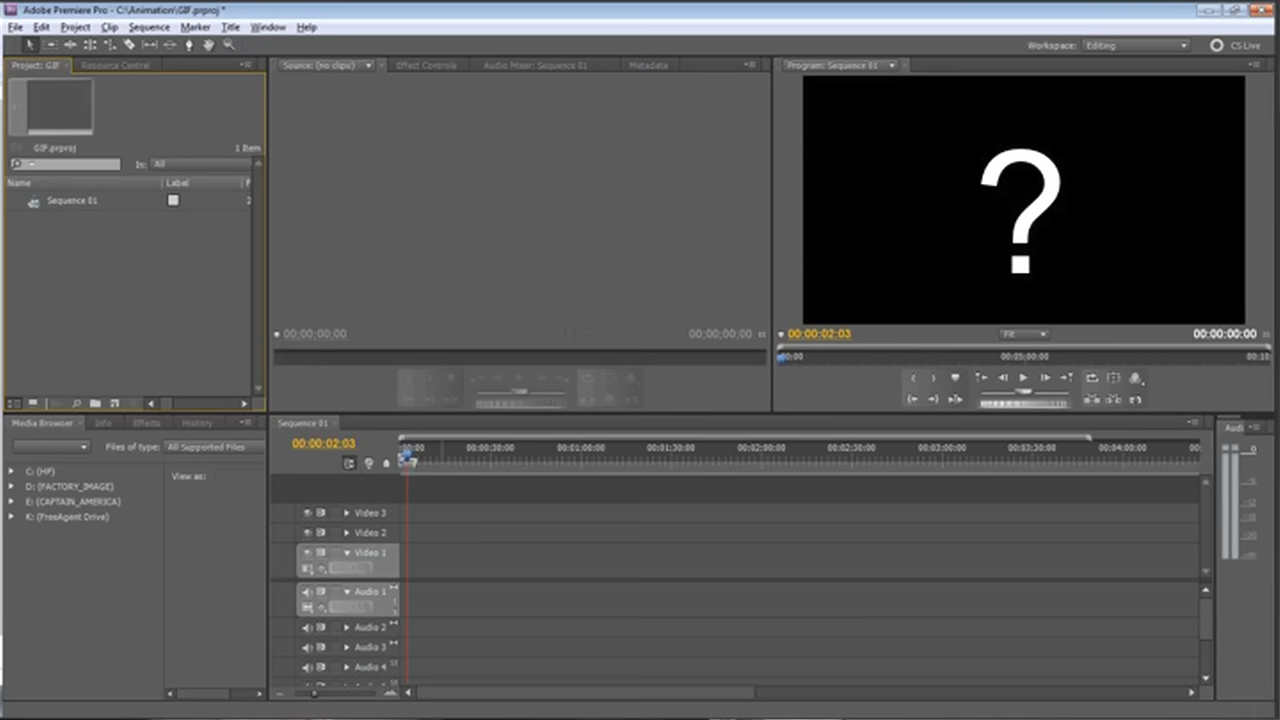 Adobe Premiere Pro - C:\Animation\GIF.prproj *
File Edit Project Clip Sequence Marker Title Window Help
Workspace: Editing CS Live
Project: GIF Resource Central
Source: (no clips) Effect Controls Audio Mixer: Sequence 01 Metadata
Program: Sequence 01
?
GIF.prproj 1 Item
In: All
Name Label
Sequence 01 2
00;00;00;00 00;00;00;00
00:00:02:03 Fit 00:00:00:00
00:00 00:05:00:00 00:10
Media Browser Info Effects History
Files of type: All Supported Files
View as:
C: (HP)
D: (FACTORY_IMAGE)
E: (CAPTAIN_AMERICA)
K: (FreeAgent Drive)
Sequence 01
00:00:02:03
00:00 00:00:30:00 00:01:00:00 00:01:30:00 00:02:00:00 00:02:30:00 00:03:00:00 00:03:30:00 00:04:00:00 00:
Video 3
Video 2
Video 1
Audio 1
Audio 2
Audio 3
Audio 4
Audi
0